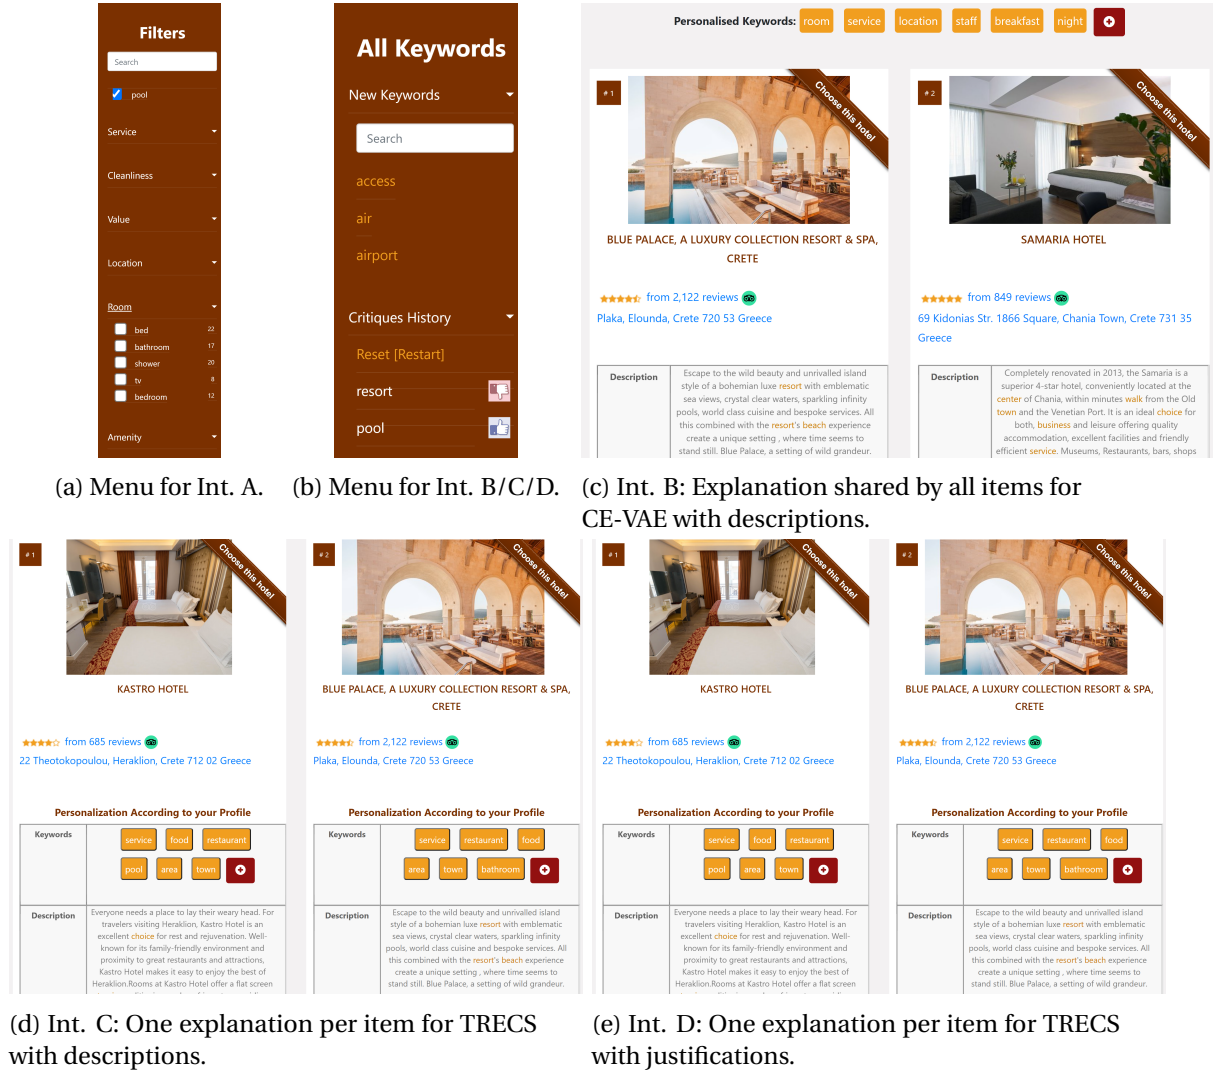 Filters
Search
pool
Service
Cleanliness
Value
Location
Room
bed 22
bathroom 17
shower 20
tv 8
bedroom 12
Amenity
(a) Menu for Int. A.
All Keywords
New Keywords
Search
access
air
airport
Critiques History
Reset [Restart]
resort
pool
(b) Menu for Int. B/C/D.
Personalised Keywords: room service location staff breakfast night
# 1
Choose this hotel
BLUE PALACE, A LUXURY COLLECTION RESORT & SPA,
CRETE
from 2,122 reviews
Plaka, Elounda, Crete 720 53 Greece
Description
Escape to the wild beauty and unrivalled island
style of a bohemian luxe resort with emblematic
sea views, crystal clear waters, sparkling infinity
pools, world class cuisine and bespoke services. All
this combined with the resort's beach experience
create a unique setting , where time seems to
stand still. Blue Palace, a setting of wild grandeur.
# 2
Choose this hotel
SAMARIA HOTEL
from 849 reviews
69 Kidonias Str. 1866 Square, Chania Town, Crete 731 35
Greece
Description
Completely renovated in 2013, the Samaria is a
superior 4-star hotel, conveniently located at the
center of Chania, within minutes walk from the Old
town and the Venetian Port. It is an ideal choice for
both, business and leisure offering quality
accommodation, excellent facilities and friendly
efficient service. Museums, Restaurants, bars, shops
(c) Int. B: Explanation shared by all items for
CE-VAE with descriptions.
# 1
Choose this hotel
KASTRO HOTEL
from 685 reviews
22 Theotokopoulou, Heraklion, Crete 712 02 Greece
Personalization According to your Profile
Keywords
service food restaurant
pool area town
Description
Everyone needs a place to lay their weary head. For
travelers visiting Heraklion, Kastro Hotel is an
excellent choice for rest and rejuvenation. Well-
known for its family-friendly environment and
proximity to great restaurants and attractions,
Kastro Hotel makes it easy to enjoy the best of
Heraklion.Rooms at Kastro Hotel offer a flat screen
# 2
Choose this hotel
BLUE PALACE, A LUXURY COLLECTION RESORT & SPA,
CRETE
from 2,122 reviews
Plaka, Elounda, Crete 720 53 Greece
Personalization According to your Profile
Keywords
service restaurant food
area town bathroom
Description
Escape to the wild beauty and unrivalled island
style of a bohemian luxe resort with emblematic
sea views, crystal clear waters, sparkling infinity
pools, world class cuisine and bespoke services. All
this combined with the resort's beach experience
create a unique setting , where time seems to
stand still. Blue Palace, a setting of wild grandeur.
(d) Int. C: One explanation per item for TRECS
with descriptions.
# 1
Choose this hotel
KASTRO HOTEL
from 685 reviews
22 Theotokopoulou, Heraklion, Crete 712 02 Greece
Personalization According to your Profile
Keywords
service food restaurant
pool area town
Description
Everyone needs a place to lay their weary head. For
travelers visiting Heraklion, Kastro Hotel is an
excellent choice for rest and rejuvenation. Well-
known for its family-friendly environment and
proximity to great restaurants and attractions,
Kastro Hotel makes it easy to enjoy the best of
Heraklion.Rooms at Kastro Hotel offer a flat screen
# 2
Choose this hotel
BLUE PALACE, A LUXURY COLLECTION RESORT & SPA,
CRETE
from 2,122 reviews
Plaka, Elounda, Crete 720 53 Greece
Personalization According to your Profile
Keywords
service restaurant food
area town bathroom
Description
Escape to the wild beauty and unrivalled island
style of a bohemian luxe resort with emblematic
sea views, crystal clear waters, sparkling infinity
pools, world class cuisine and bespoke services. All
this combined with the resort's beach experience
create a unique setting , where time seems to
stand still. Blue Palace, a setting of wild grandeur.
(e) Int. D: One explanation per item for TRECS
with justifications.